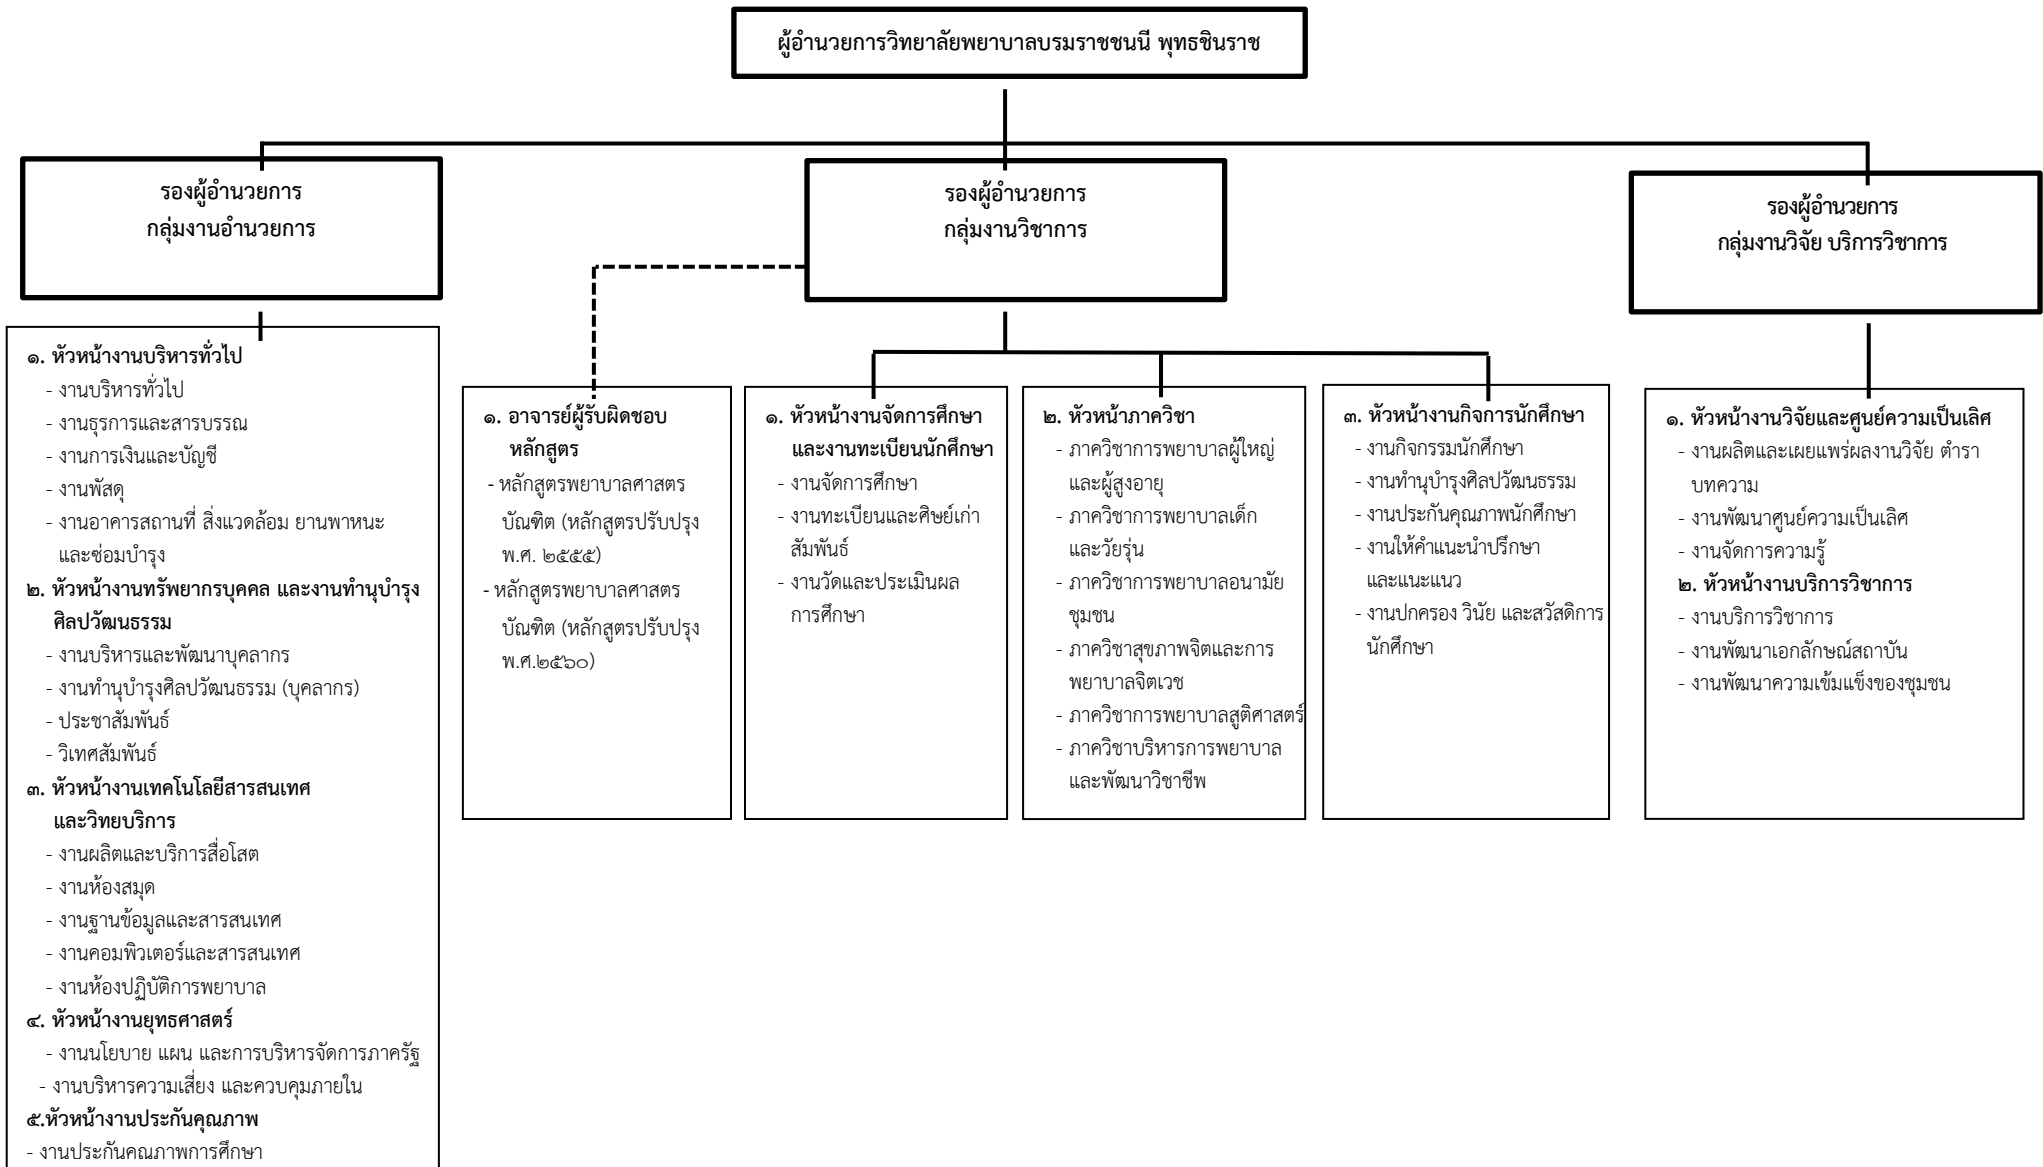 ผู้อำนวยการวิทยาลัยพยาบาลบรมราชชนนี พุทธชินราช
รองผู้อำนวยการ
กลุ่มงานอำนวยการ
รองผู้อำนวยการ
กลุ่มงานวิชาการ
รองผู้อำนวยการ
กลุ่มงานวิจัย บริการวิชาการ
๑. หัวหน้างานบริหารทั่วไป
- งานบริหารทั่วไป
- งานธุรการและสารบรรณ
- งานการเงินและบัญชี
- งานพัสดุ
- งานอาคารสถานที่ สิ่งแวดล้อม ยานพาหนะ
และซ่อมบำรุง
๒. หัวหน้างานทรัพยากรบุคคล และงานทำนุบำรุง
ศิลปวัฒนธรรม
- งานบริหารและพัฒนาบุคลากร
- งานทำนุบำรุงศิลปวัฒนธรรม (บุคลากร)
- ประชาสัมพันธ์
- วิเทศสัมพันธ์
๓. หัวหน้างานเทคโนโลยีสารสนเทศ
และวิทยบริการ
- งานผลิตและบริการสื่อโสต
- งานห้องสมุด
- งานฐานข้อมูลและสารสนเทศ
- งานคอมพิวเตอร์และสารสนเทศ
- งานห้องปฏิบัติการพยาบาล
๔. หัวหน้างานยุทธศาสตร์
- งานนโยบาย แผน และการบริหารจัดการภาครัฐ
- งานบริหารความเสี่ยง และควบคุมภายใน
๕.หัวหน้างานประกันคุณภาพ
- งานประกันคุณภาพการศึกษา
๑. อาจารย์ผู้รับผิดชอบ
หลักสูตร
- หลักสูตรพยาบาลศาสตร
บัณฑิต (หลักสูตรปรับปรุง
พ.ศ. ๒๕๕๕)
- หลักสูตรพยาบาลศาสตร
บัณฑิต (หลักสูตรปรับปรุง
พ.ศ.๒๕๖๐)
๑. หัวหน้างานจัดการศึกษา
และงานทะเบียนนักศึกษา
- งานจัดการศึกษา
- งานทะเบียนและศิษย์เก่า
สัมพันธ์
- งานวัดและประเมินผล
การศึกษา
๒. หัวหน้าภาควิชา
- ภาควิชาการพยาบาลผู้ใหญ่
และผู้สูงอายุ
- ภาควิชาการพยาบาลเด็ก
และวัยรุ่น
- ภาควิชาการพยาบาลอนามัย
ชุมชน
- ภาควิชาสุขภาพจิตและการ
พยาบาลจิตเวช
- ภาควิชาการพยาบาลสูติศาสตร์
- ภาควิชาบริหารการพยาบาล
และพัฒนาวิชาชีพ
๓. หัวหน้างานกิจการนักศึกษา
- งานกิจกรรมนักศึกษา
- งานทำนุบำรุงศิลปวัฒนธรรม
- งานประกันคุณภาพนักศึกษา
- งานให้คำแนะนำปรึกษา
และแนะแนว
- งานปกครอง วินัย และสวัสดิการ
นักศึกษา
๑. หัวหน้างานวิจัยและศูนย์ความเป็นเลิศ
- งานผลิตและเผยแพร่ผลงานวิจัย ตำรา
บทความ
- งานพัฒนาศูนย์ความเป็นเลิศ
- งานจัดการความรู้
๒. หัวหน้างานบริการวิชาการ
- งานบริการวิชาการ
- งานพัฒนาเอกลักษณ์สถาบัน
- งานพัฒนาความเข้มแข็งของชุมชน